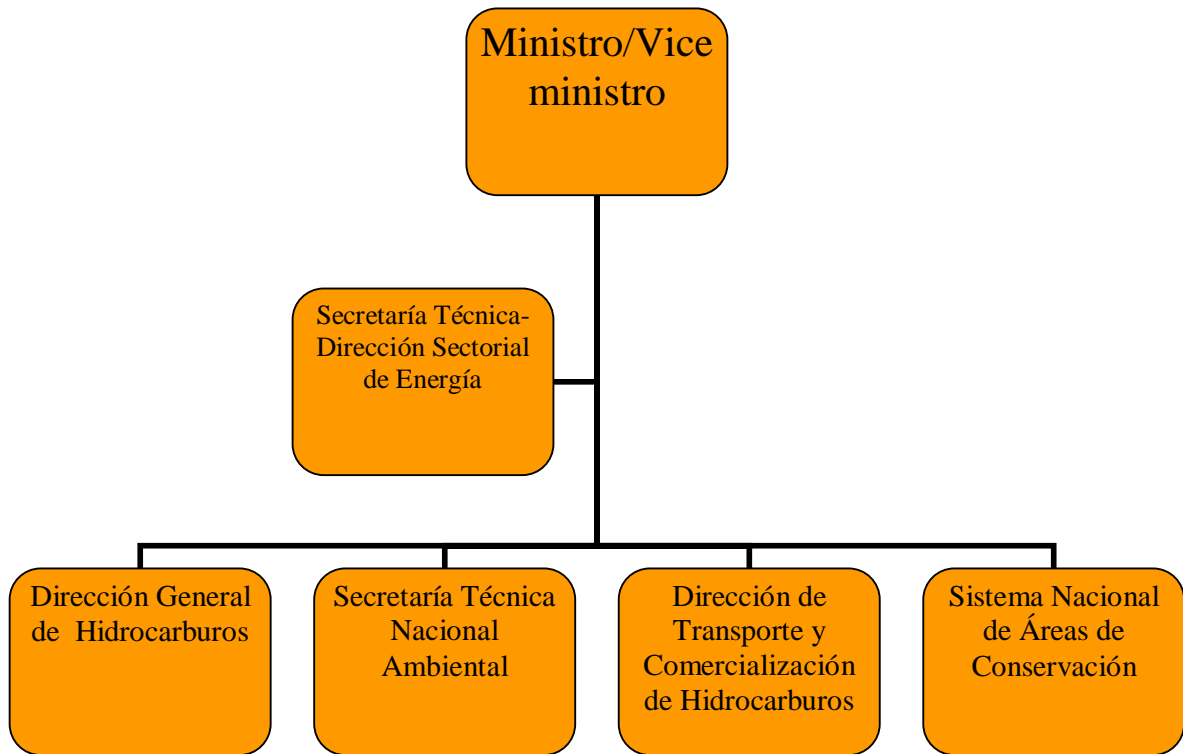 Ministro/Vice
ministro
Secretaría Técnica-
Dirección Sectorial
de Energía
Dirección General
de Hidrocarburos
Secretaría Técnica
Nacional
Ambiental
Dirección de
Transporte y
Comercialización
de Hidrocarburos
Sistema Nacional
de Áreas de
Conservación